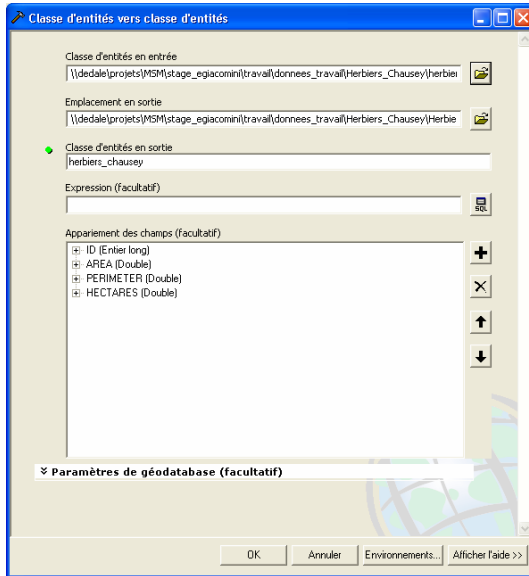 Classe d'entités vers classe d'entités
Classe d'entités en entrée
\\dedale\projets\MSM\stage_egiacomini\travail\donnees_travail\Herbiers_Chausey\herbier
Emplacement en sortie
\\dedale\projets\MSM\stage_egiacomini\travail\donnees_travail\Herbiers_Chausey\Herbie
Classe d'entités en sortie
herbiers_chausey
Expression (facultatif)
SQL
Appariement des champs (facultatif)
ID (Entier long)
AREA (Double)
PERIMETER (Double)
HECTARES (Double)
Paramètres de géodatabase (facultatif)
OK
Annuler
Environnements...
Afficher l'aide >>